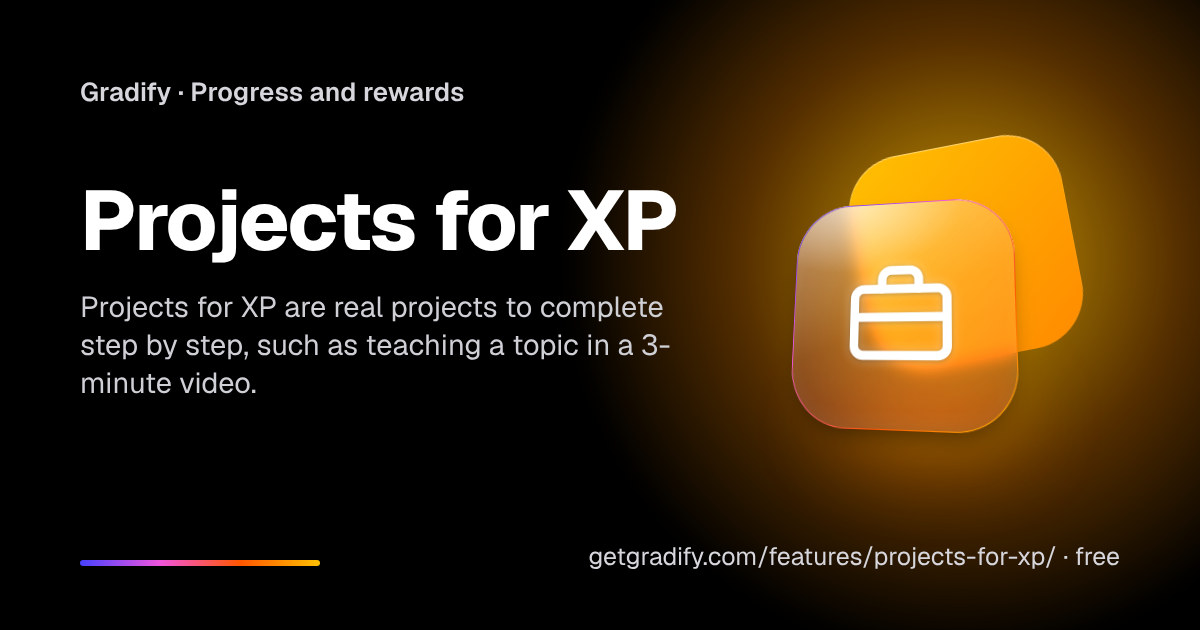 Gradify · Progress and rewards
Projects for XP
Projects for XP are real projects to complete
step by step, such as teaching a topic in a 3-
minute video.
getgradify.com/features/projects-for-xp/ · free